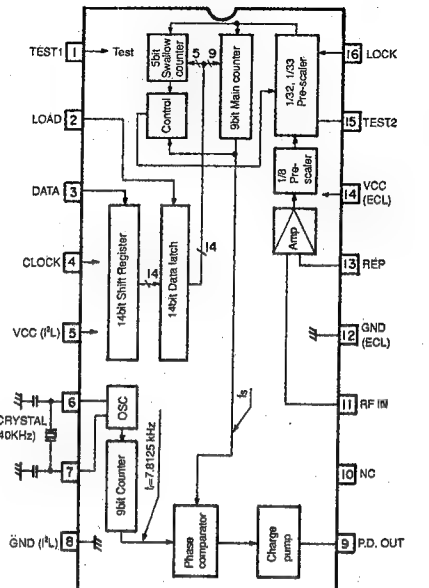 TEST1
1
Test
LOAD
2
DATA
3
CLOCK
4
VCC (I²L)
5
6
CRYSTAL
40KHz)
7
GND (I²L)
8
5bit
Swallow
counter
5
9
9bit Main counter
Control
1/32, 1/33
Pre-scaler
1/8
Pre-
scaler
Amp
14bit Shift Register
14
14bit Data latch
14
OSC
9bit Counter
fr=7.8125 kHz
fs
Phase
comparator
Charge
pump
16
LOCK
15
TEST2
14
VCC
(ECL)
13
REP
12
GND
(ECL)
11
RF IN
10
NC
9
P.D. OUT